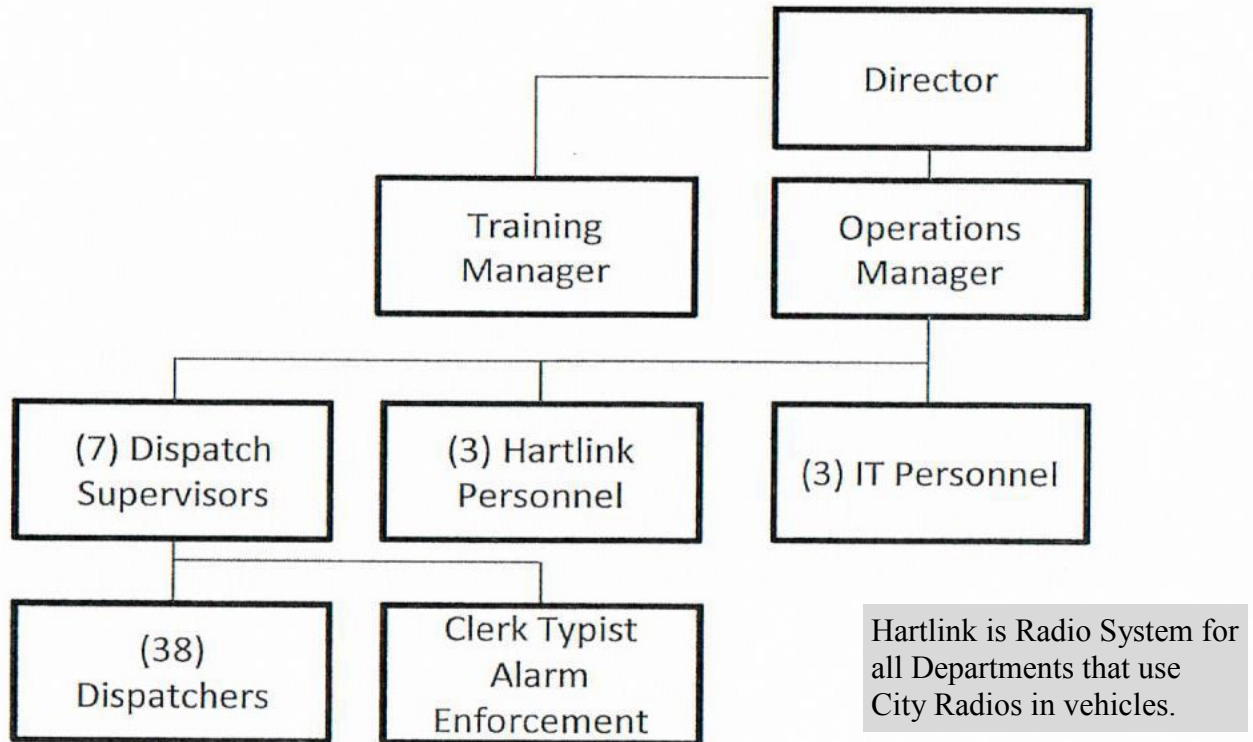 Director
Training
Manager
Operations
Manager
(7) Dispatch
Supervisors
(3) Hartlink
Personnel
(3) IT Personnel
(38)
Dispatchers
Clerk Typist
Alarm
Enforcement
Hartlink is Radio System for
all Departments that use
City Radios in vehicles.